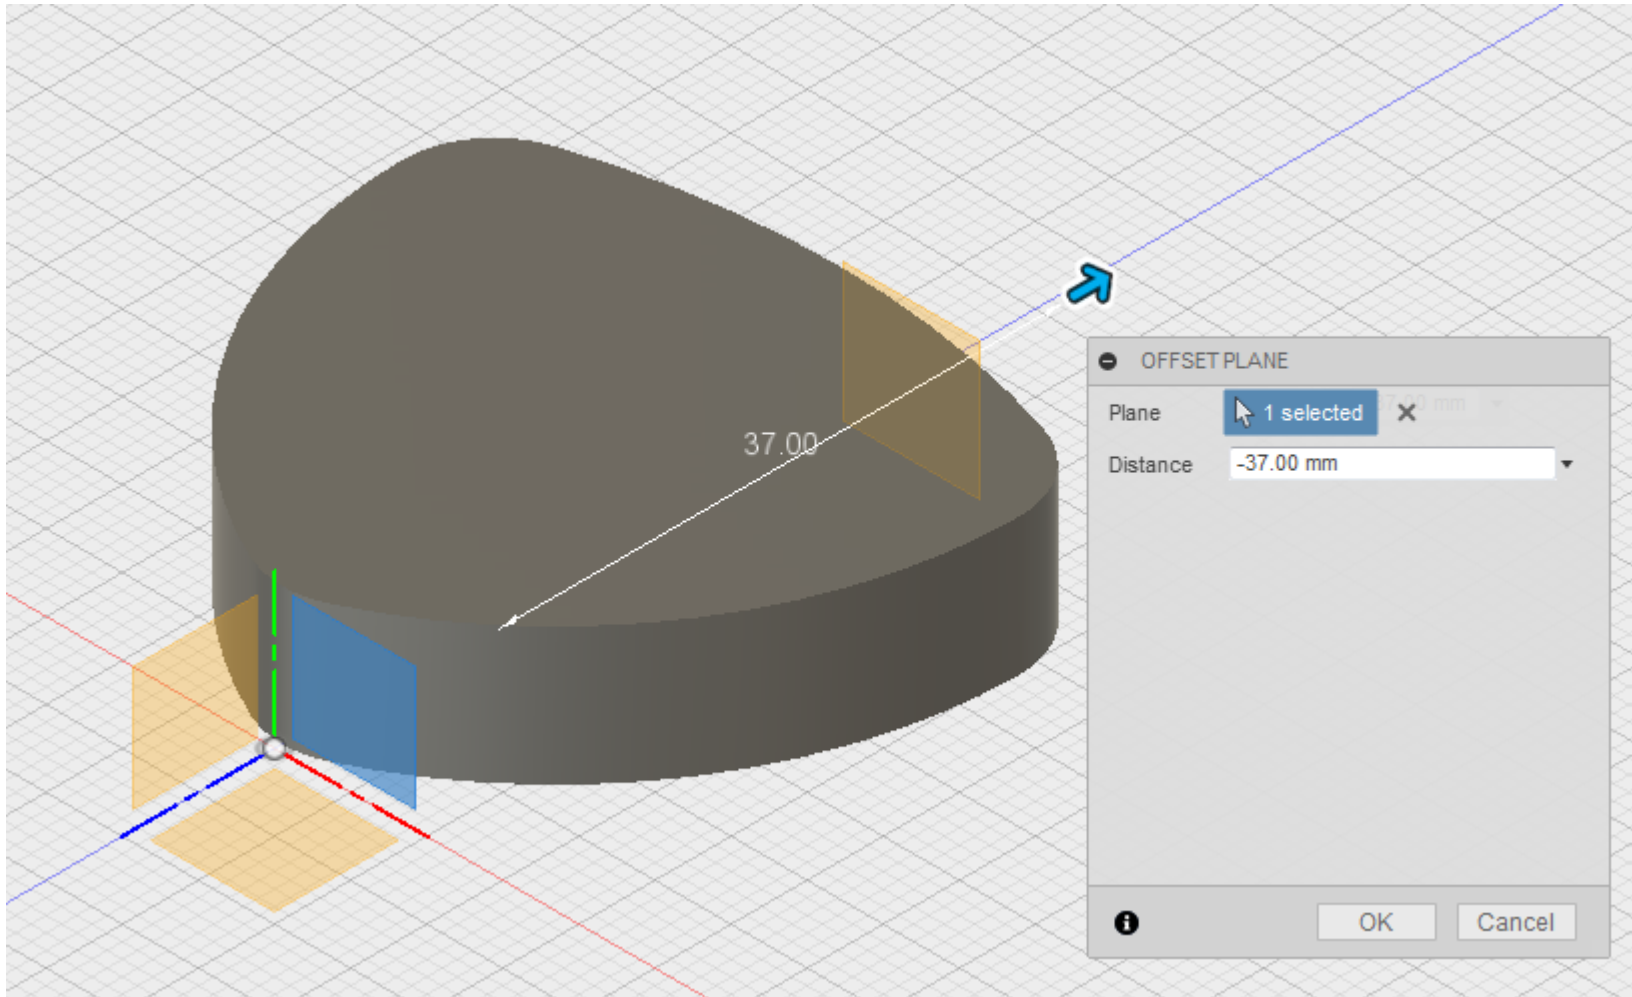 37.00
OFFSET PLANE
Plane
1 selected
Distance
-37.00 mm
OK
Cancel